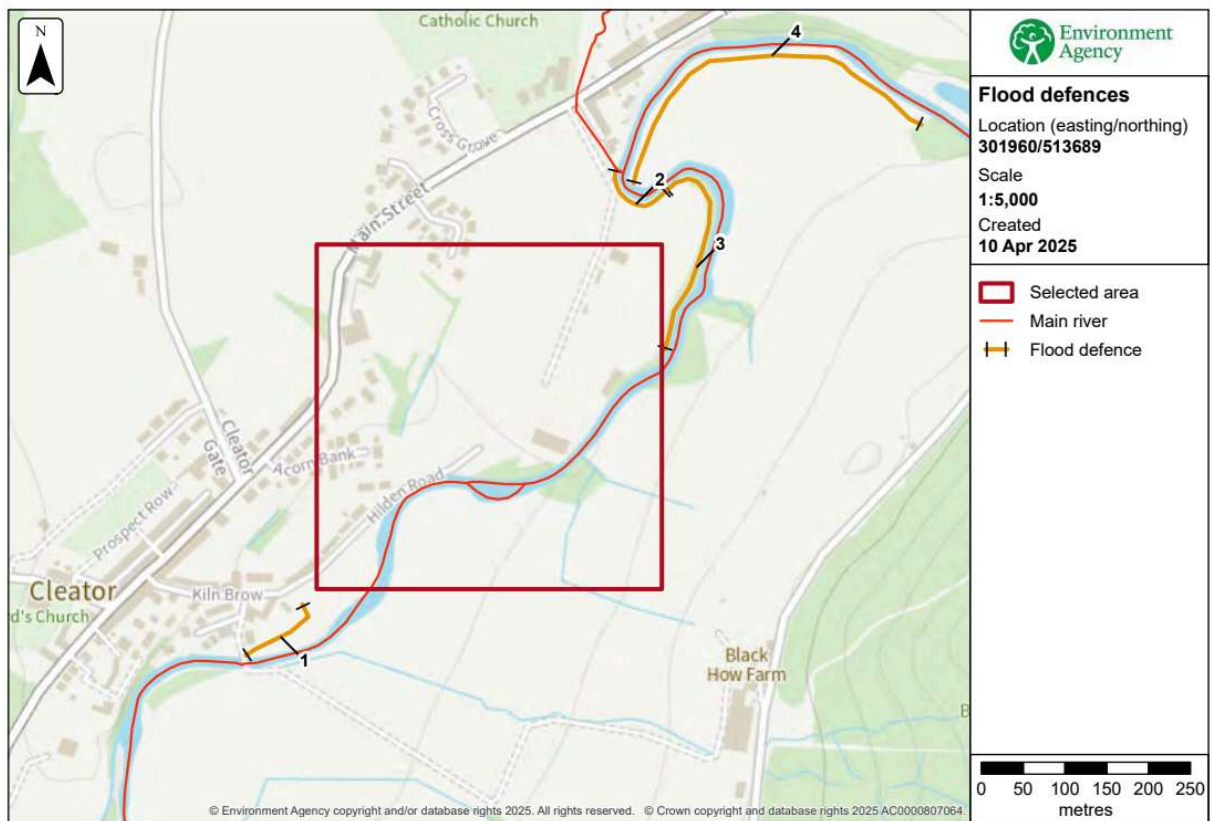 N
Catholic Church
4
Cross Grove
Main Street
2
3
Cleator
Gate
Acorn Bank
Prospect Row
Hilden Road
Cleator
d's Church
Kiln Brow
1
Black
How Farm
B
© Environment Agency copyright and/or database rights 2025. All rights reserved. © Crown copyright and database rights 2025 AC0000807064.
Environment
Agency
Flood defences
Location (easting/northing)
301960/513689
Scale
1:5,000
Created
10 Apr 2025
Selected area
Main river
Flood defence
0 50 100 150 200 250
metres